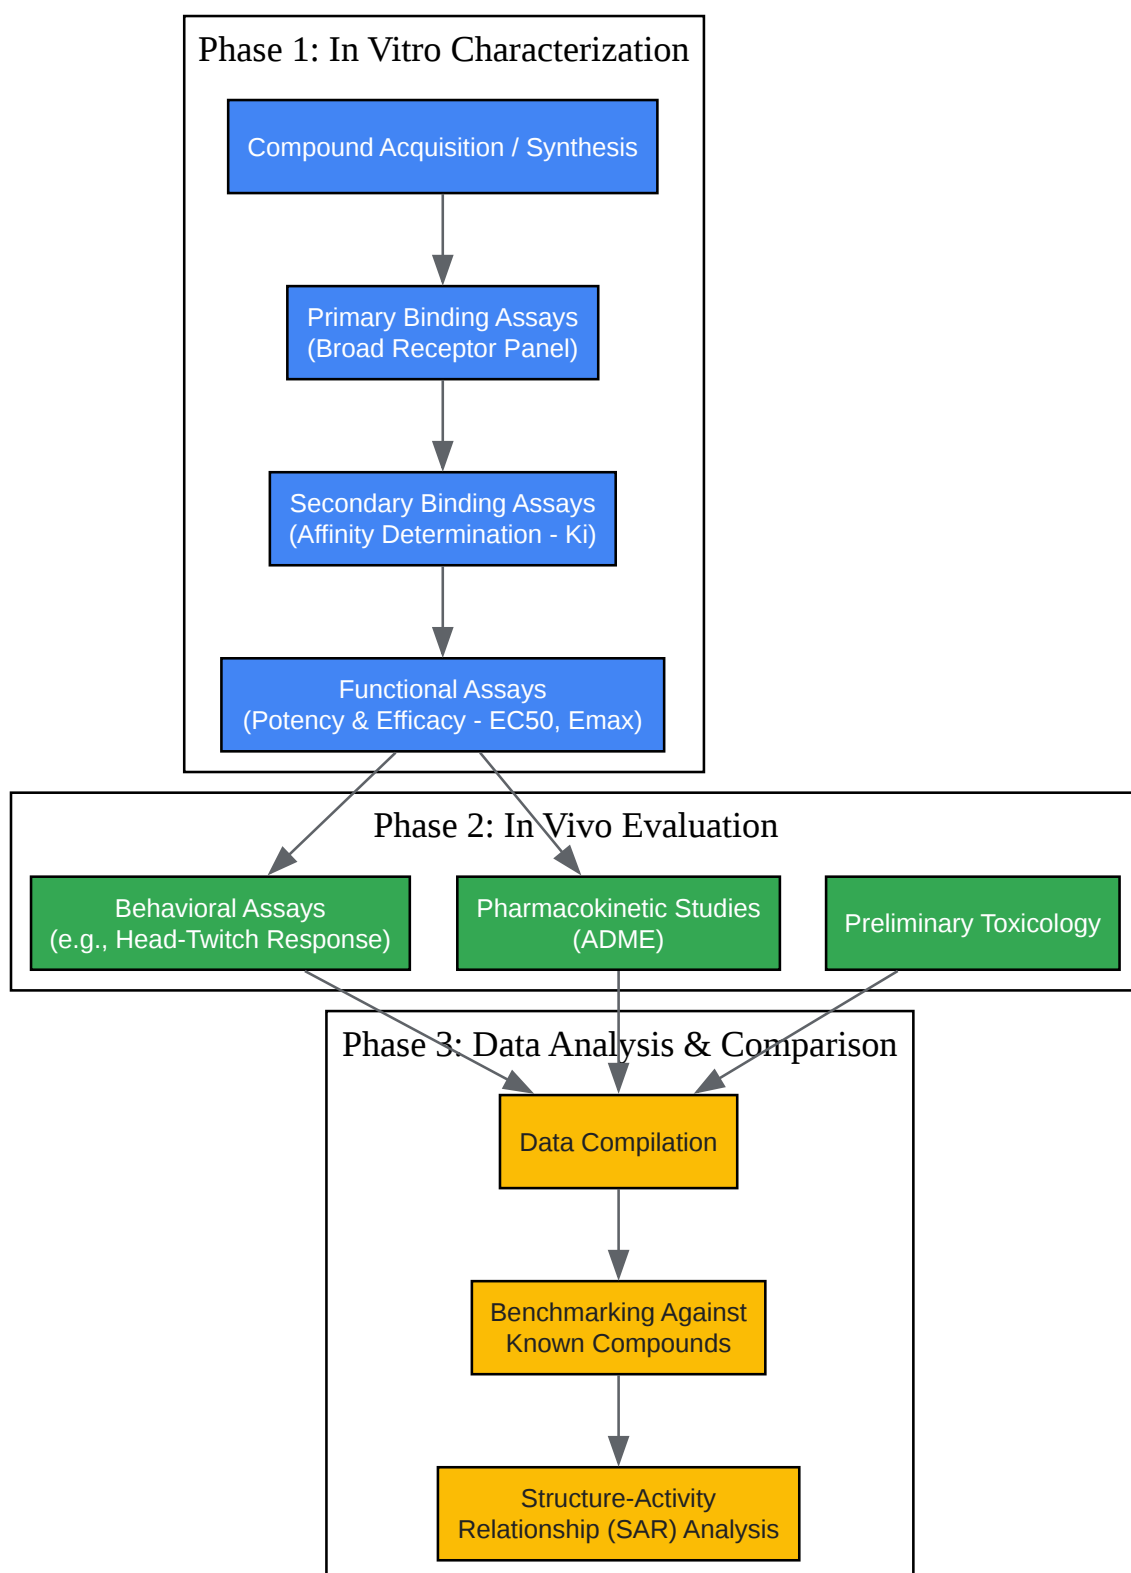 Phase 1: In Vitro Characterization
Compound Acquisition / Synthesis
Primary Binding Assays
(Broad Receptor Panel)
Secondary Binding Assays
(Affinity Determination - Ki)
Functional Assays
(Potency & Efficacy - EC50, Emax)
Phase 2: In Vivo Evaluation
Behavioral Assays
(e.g., Head-Twitch Response)
Pharmacokinetic Studies
(ADME)
Preliminary Toxicology
Phase 3: Data Analysis & Comparison
Data Compilation
Benchmarking Against
Known Compounds
Structure-Activity
Relationship (SAR) Analysis